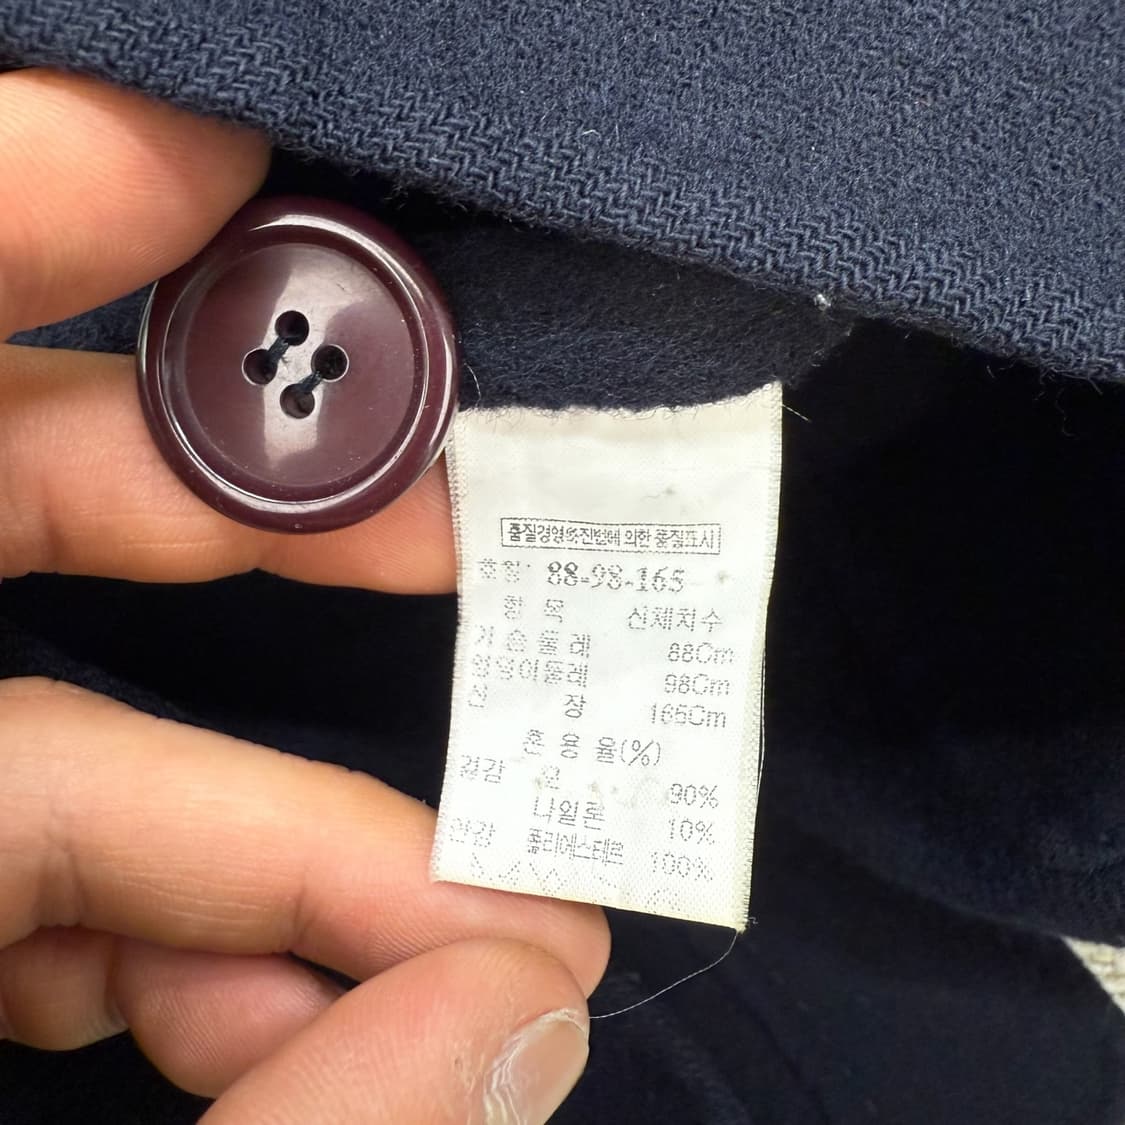 품질경영촉진법에 의한 품질표시
호칭: 88-98-165
항 목 신체치수
가 슴 둘 레 88Cm
엉덩이둘레 98Cm
신 장 165Cm
혼 용 율(%)
겉감 모 90%
나일론 10%
안감 폴리에스테르 100%